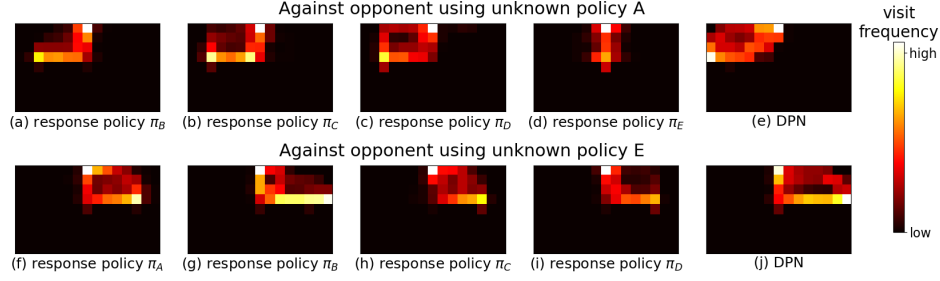 Against opponent using unknown policy A
visit
frequency
high
(a) response policy π_B (b) response policy π_C (c) response policy π_D (d) response policy π_E (e) DPN
Against opponent using unknown policy E
low
(f) response policy π_A (g) response policy π_B (h) response policy π_C (i) response policy π_D (j) DPN